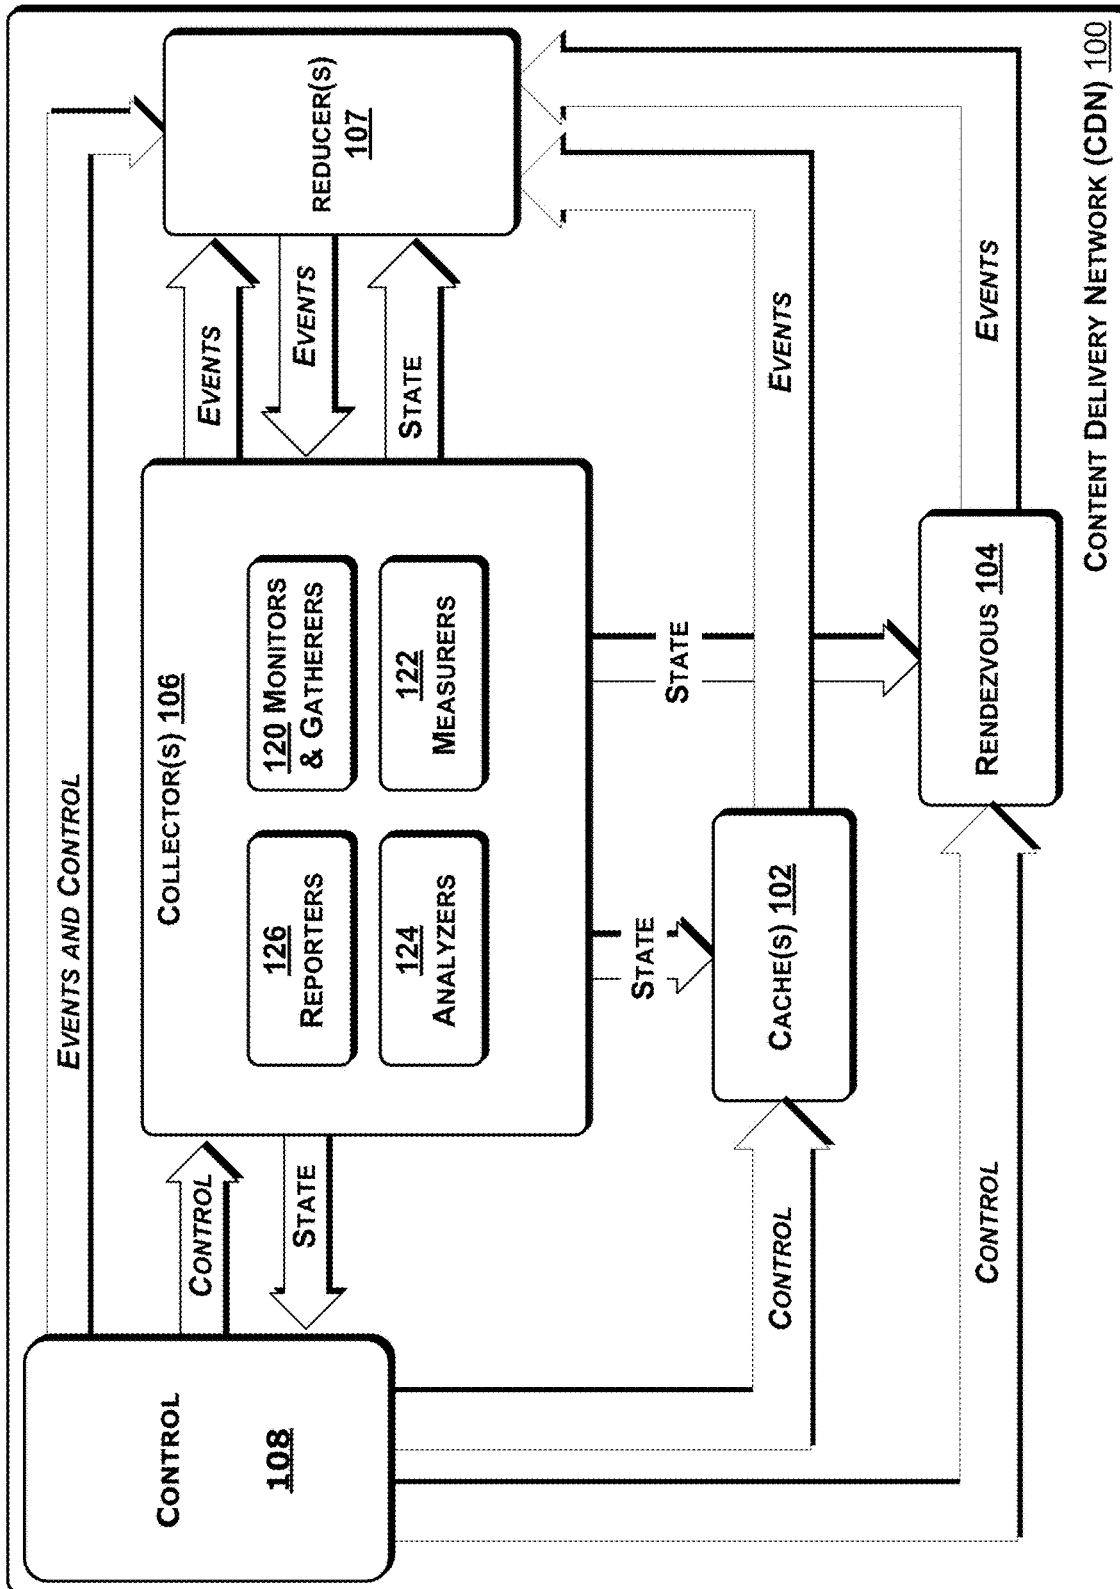 CONTENT DELIVERY NETWORK (CDN) 100
CONTROL
108
EVENTS AND CONTROL
CONTROL
STATE
COLLECTOR(S) 106
126
REPORTERS
120 MONITORS
& GATHERERS
124
ANALYZERS
122
MEASURERS
EVENTS
EVENTS
STATE
REDUCER(S)
107
STATE
STATE
CONTROL
CACHE(S) 102
EVENTS
CONTROL
RENDEZVOUS 104
EVENTS